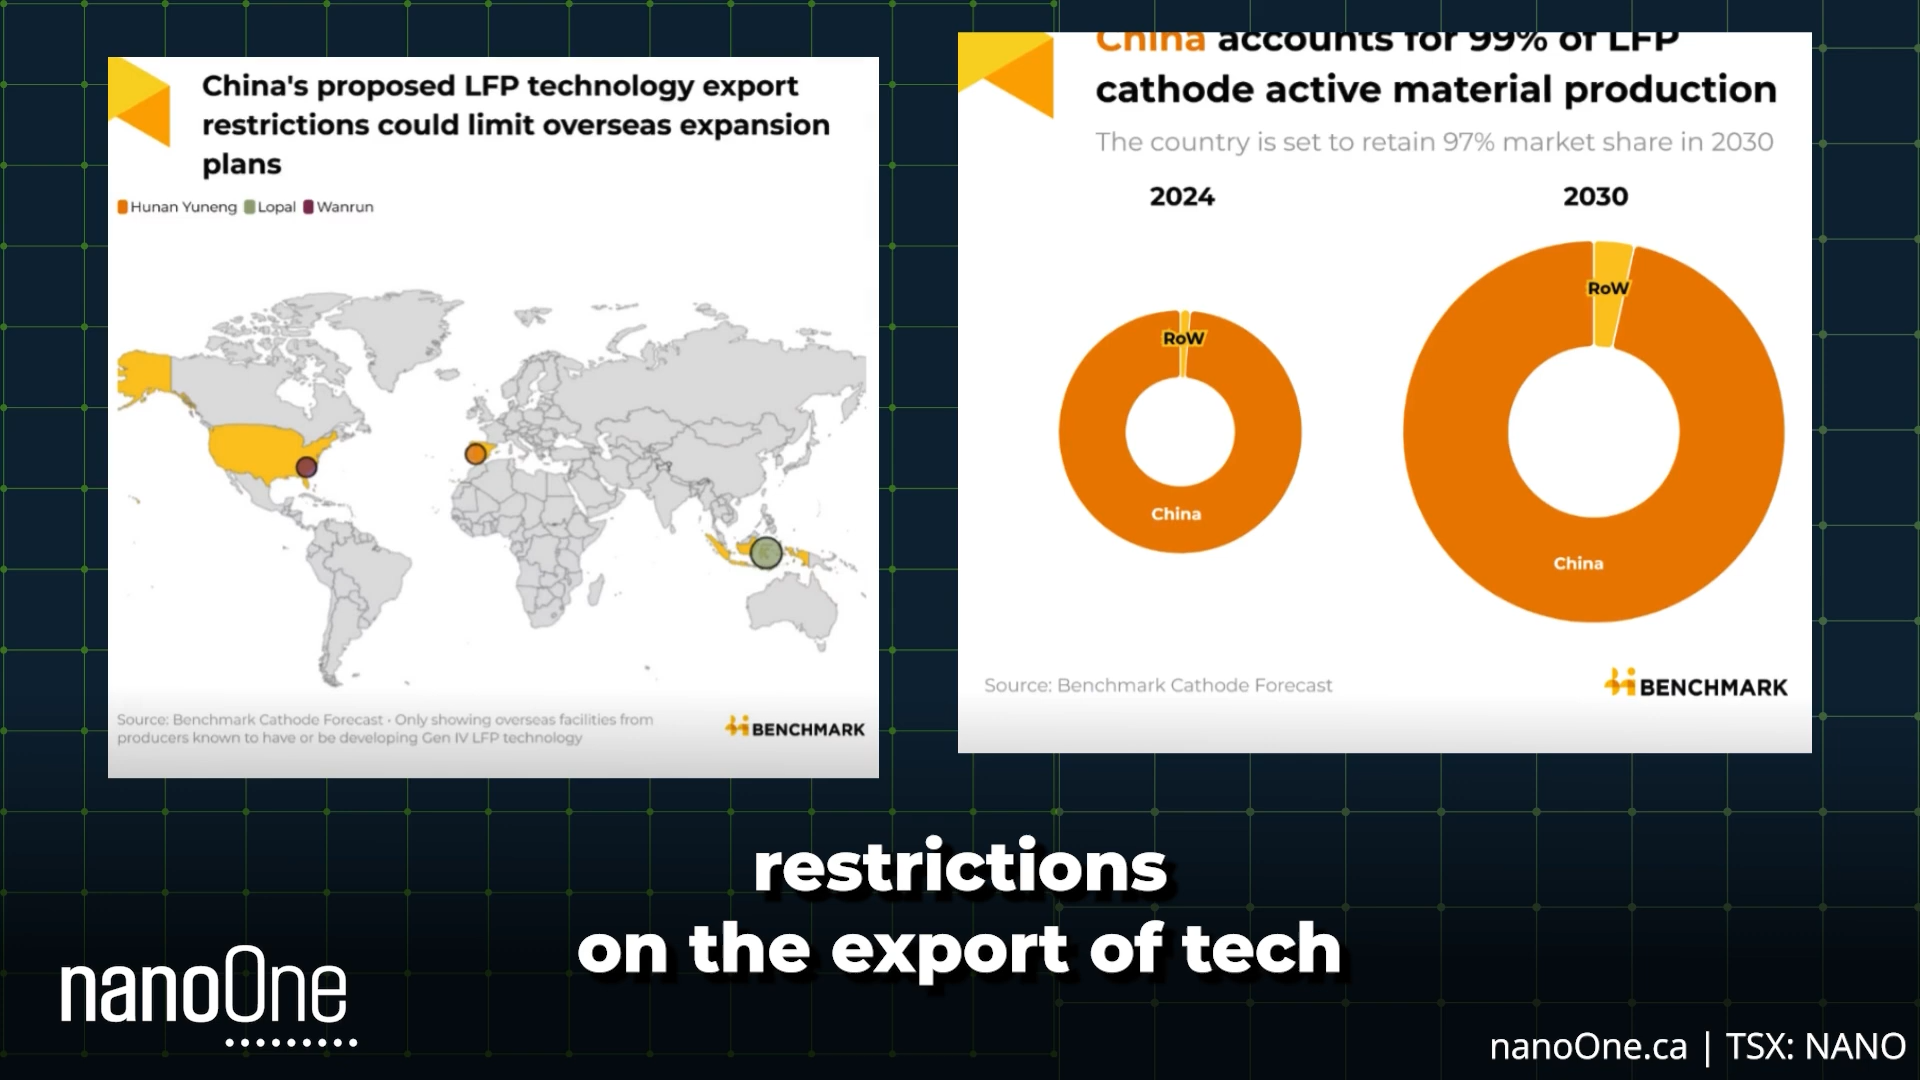 China's proposed LFP technology export
restrictions could limit overseas expansion
plans
Hunan Yuneng Lopal Wanrun
Source: Benchmark Cathode Forecast • Only showing overseas facilities from
producers known to have or be developing Gen IV LFP technology
BENCHMARK
China accounts for 99% of LFP
cathode active material production
The country is set to retain 97% market share in 2030
2024
2030
RoW
China
RoW
China
Source: Benchmark Cathode Forecast
BENCHMARK
restrictions
on the export of tech
nanoOne
nanoOne.ca | TSX: NANO